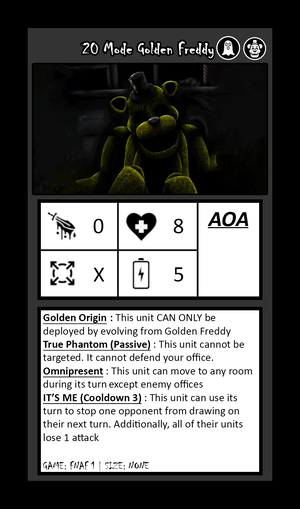 20 Mode Golden Freddy
0
8
AOA
X
5
Golden Origin : This unit CAN ONLY be
deployed by evolving from Golden Freddy
True Phantom (Passive) : This unit cannot be
targeted. It cannot defend your office.
Omnipresent : This unit can move to any room
during its turn except enemy offices
IT'S ME (Cooldown 3) : This unit can use its
turn to stop one opponent from drawing on
their next turn. Additionally, all of their units
lose 1 attack
GAME: FNAF 1 | SIZE: NONE